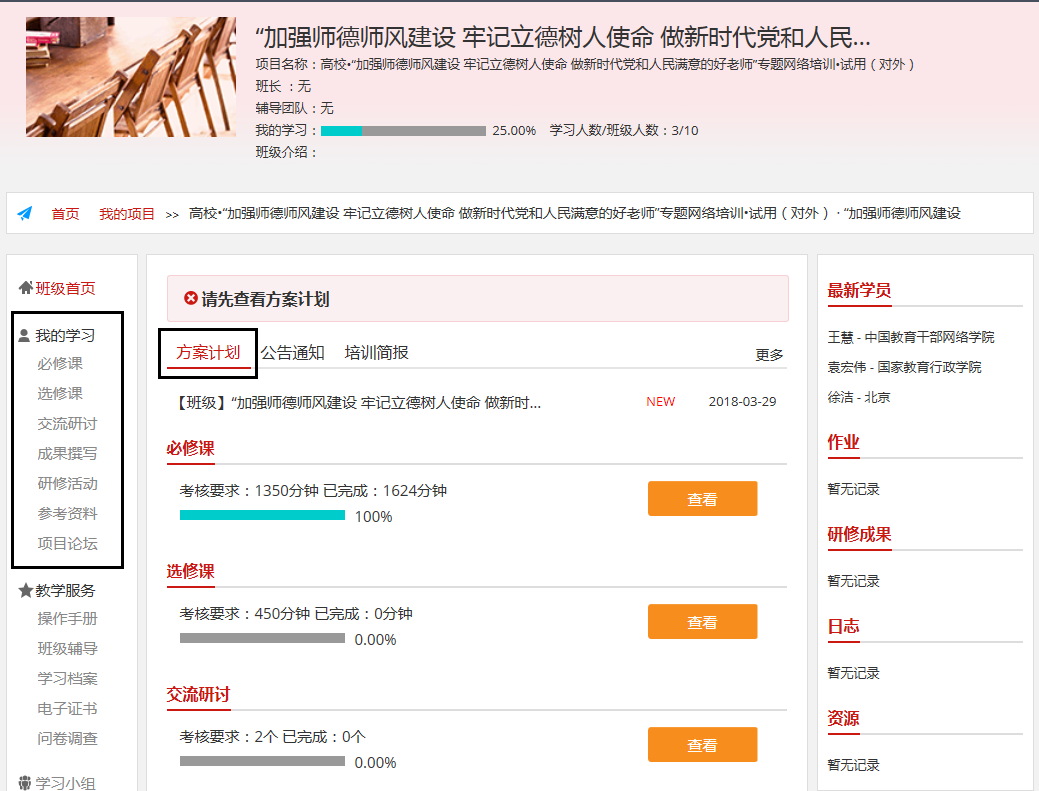 “加强师德师风建设 牢记立德树人使命 做新时代党和人民...
项目名称：高校•“加强师德师风建设 牢记立德树人使命 做新时代党和人民满意的好老师”专题网络培训•试用（对外）
班长 ：无
辅导团队：无
我的学习： 25.00% 学习人数/班级人数：3/10
班级介绍：
首页 我的项目 >> 高校•“加强师德师风建设 牢记立德树人使命 做新时代党和人民满意的好老师”专题网络培训•试用（对外） · “加强师德师风建设
班级首页
我的学习
必修课
选修课
交流研讨
成果撰写
研修活动
参考资料
项目论坛
教学服务
操作手册
班级辅导
学习档案
电子证书
问卷调查
学习小组
请先查看方案计划
方案计划 公告通知 培训简报 更多
【班级】“加强师德师风建设 牢记立德树人使命 做新时... NEW 2018-03-29
必修课
考核要求：1350分钟 已完成：1624分钟
100%
查看
选修课
考核要求：450分钟 已完成：0分钟
0.00%
查看
交流研讨
考核要求：2个 已完成：0个
0.00%
查看
最新学员
王慧 - 中国教育干部网络学院
袁宏伟 - 国家教育行政学院
徐洁 - 北京
作业
暂无记录
研修成果
暂无记录
日志
暂无记录
资源
暂无记录